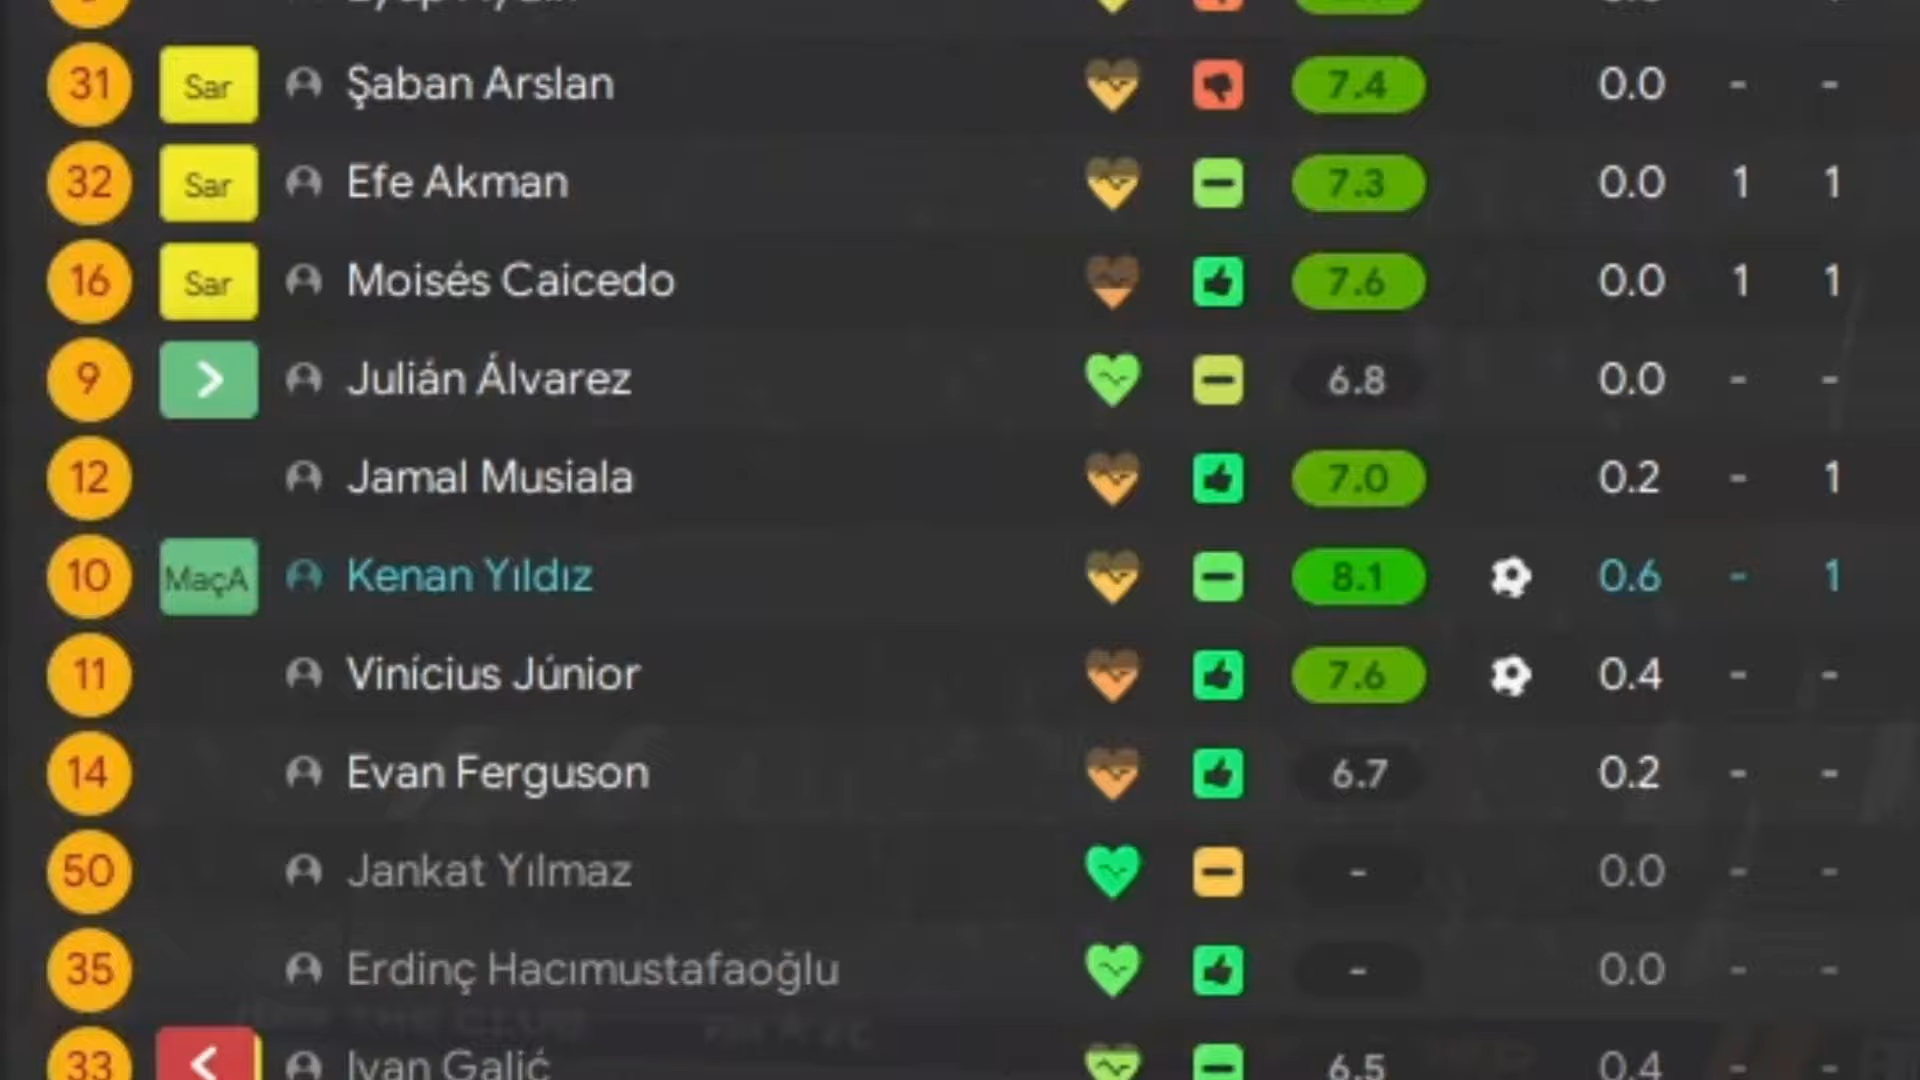 31 Sar Şaban Arslan 7.4 0.0 - -
32 Sar Efe Akman 7.3 0.0 1 1
16 Sar Moisés Caicedo 7.6 0.0 1 1
9 Julián Álvarez 6.8 0.0 - -
12 Jamal Musiala 7.0 0.2 - 1
10 MaçA Kenan Yıldız 8.1 0.6 - 1
11 Vinícius Júnior 7.6 0.4 - -
14 Evan Ferguson 6.7 0.2 - -
50 Jankat Yılmaz - 0.0 - -
35 Erdinç Hacımustafaoğlu - 0.0 - -
33 Ivan Galić 6.5 0.4 - -